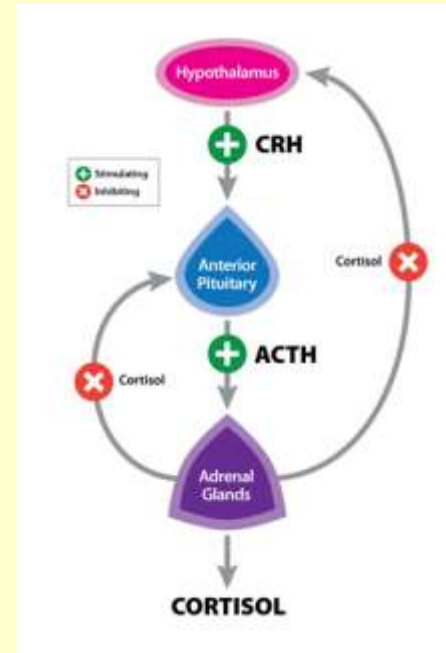 Hypothalamus
CRH
Stimulating
Inhibiting
Anterior
Pituitary
Cortisol
ACTH
Cortisol
Adrenal
Glands
CORTISOL